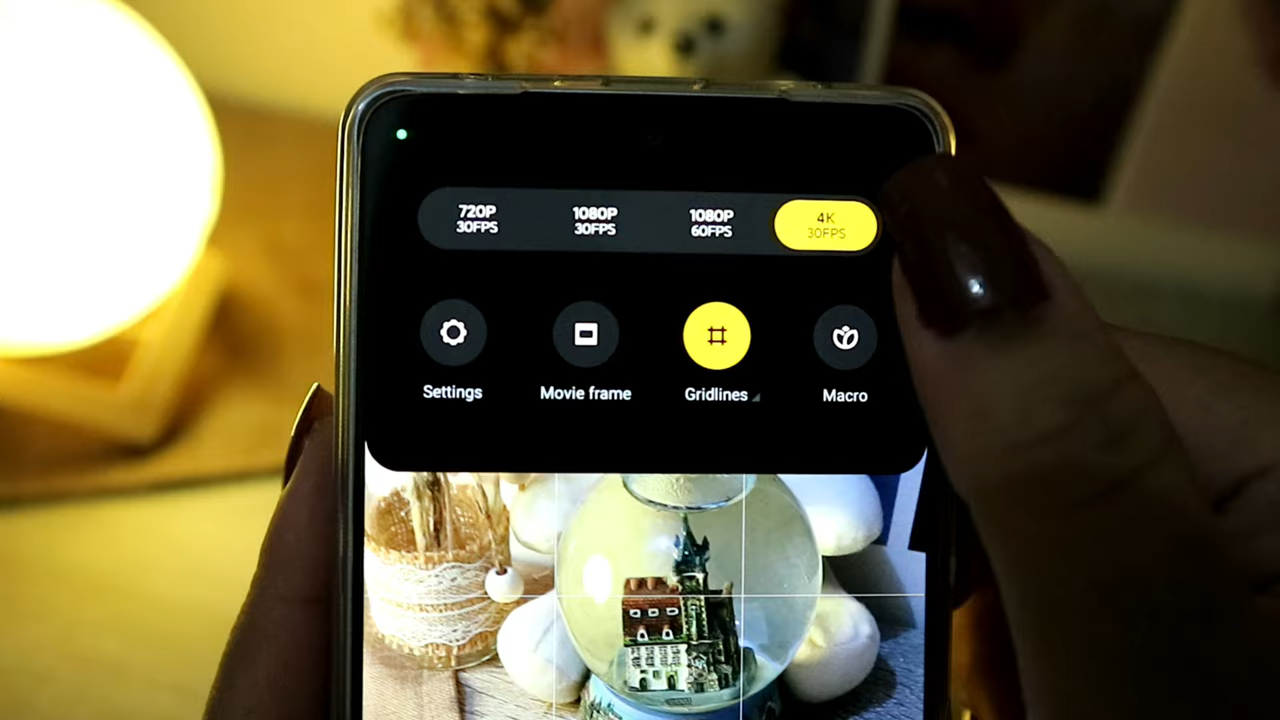 720P 1080P 1080P 4K
30FPS 30FPS 60FPS 30FPS
Settings Movie frame Gridlines Macro